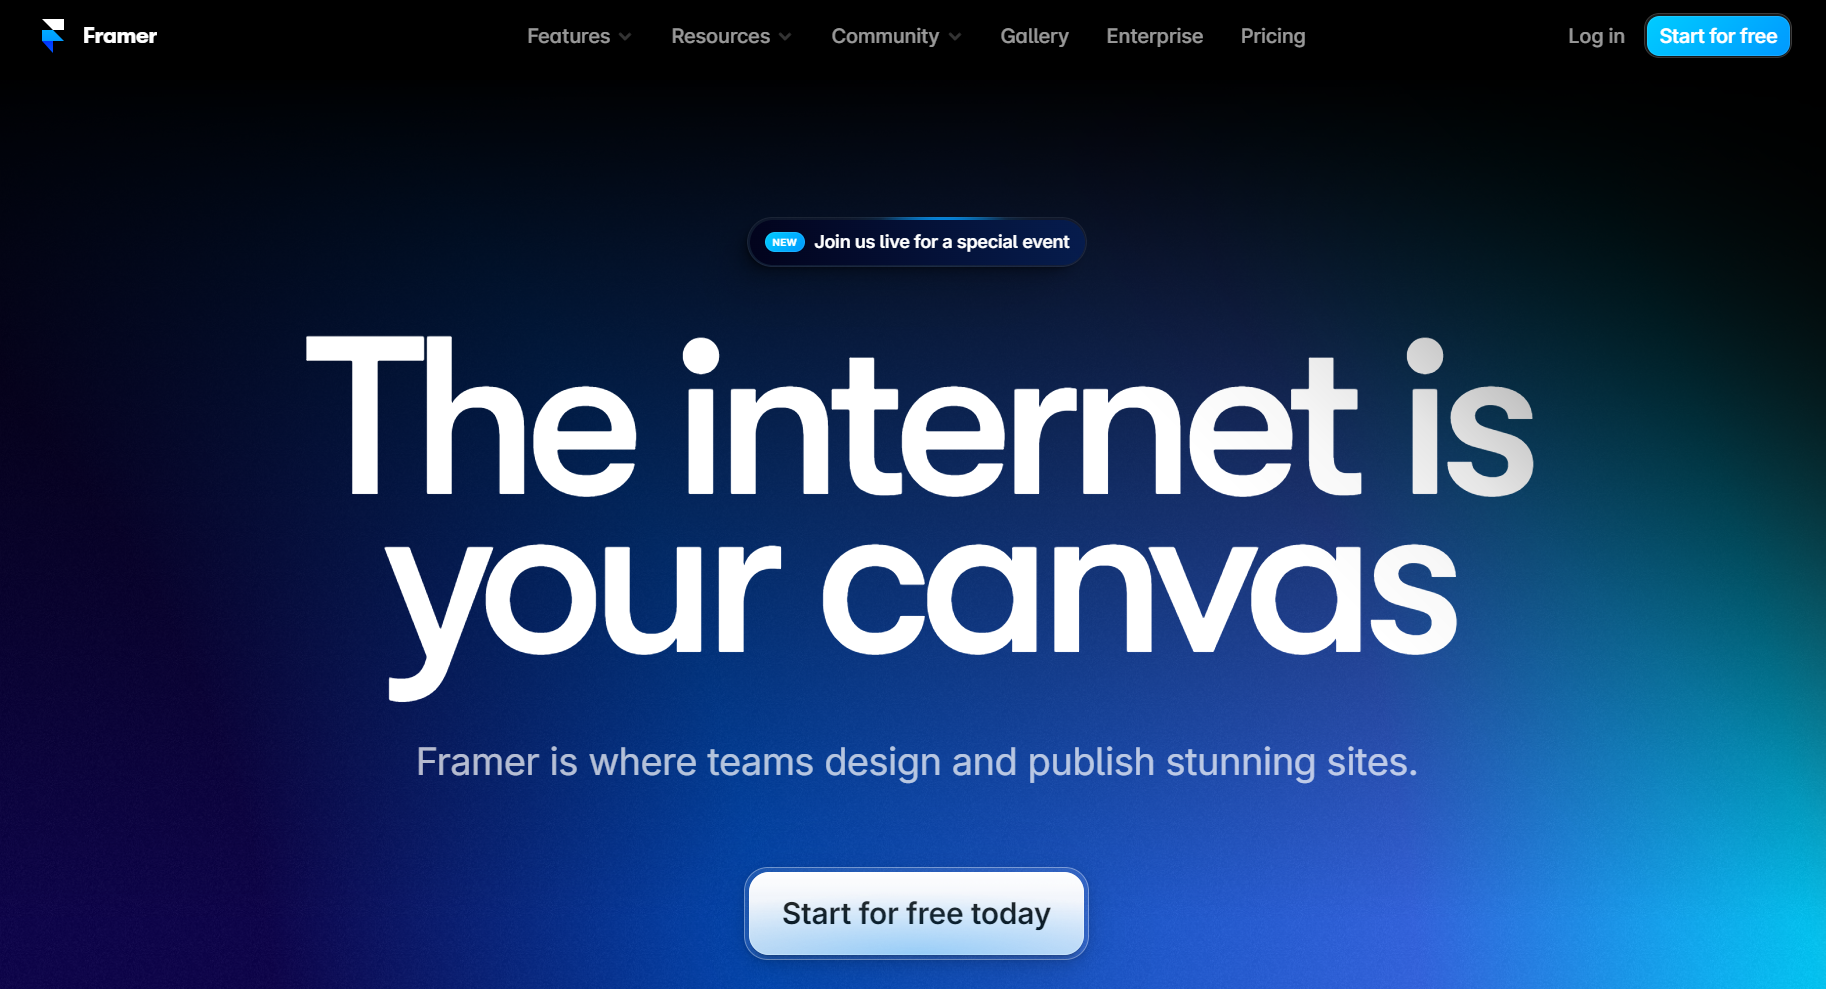 Framer
Features
Resources
Community
Gallery
Enterprise
Pricing
Log in
Start for free
NEW Join us live for a special event
The internet is
your canvas
Framer is where teams design and publish stunning sites.
Start for free today